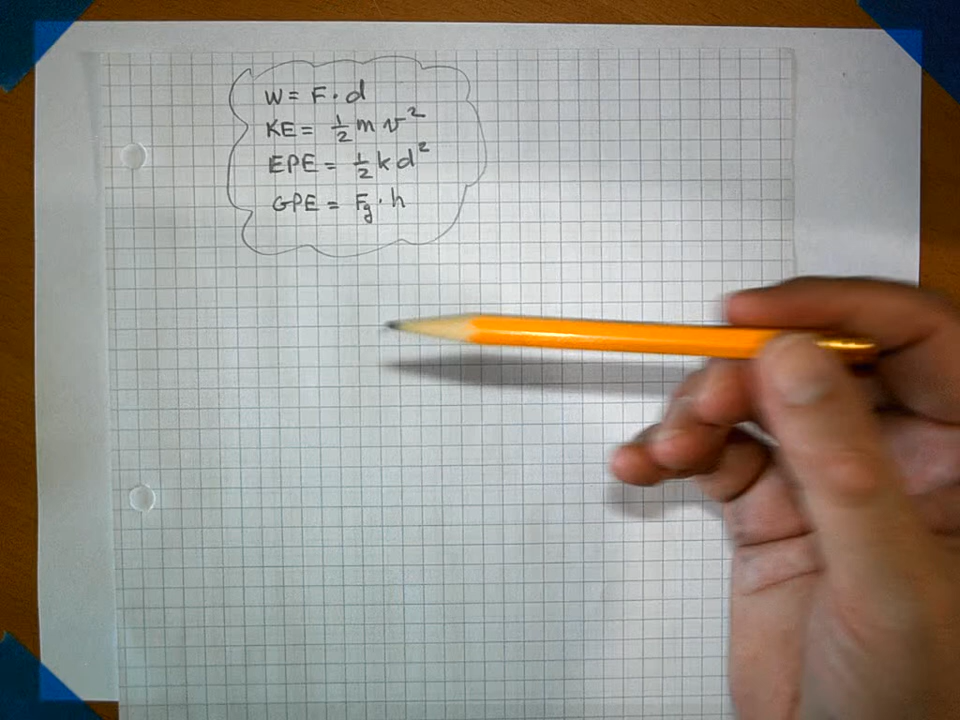 W = F · d
KE = ½ m v²
EPE = ½ k d²
GPE = Fg · h